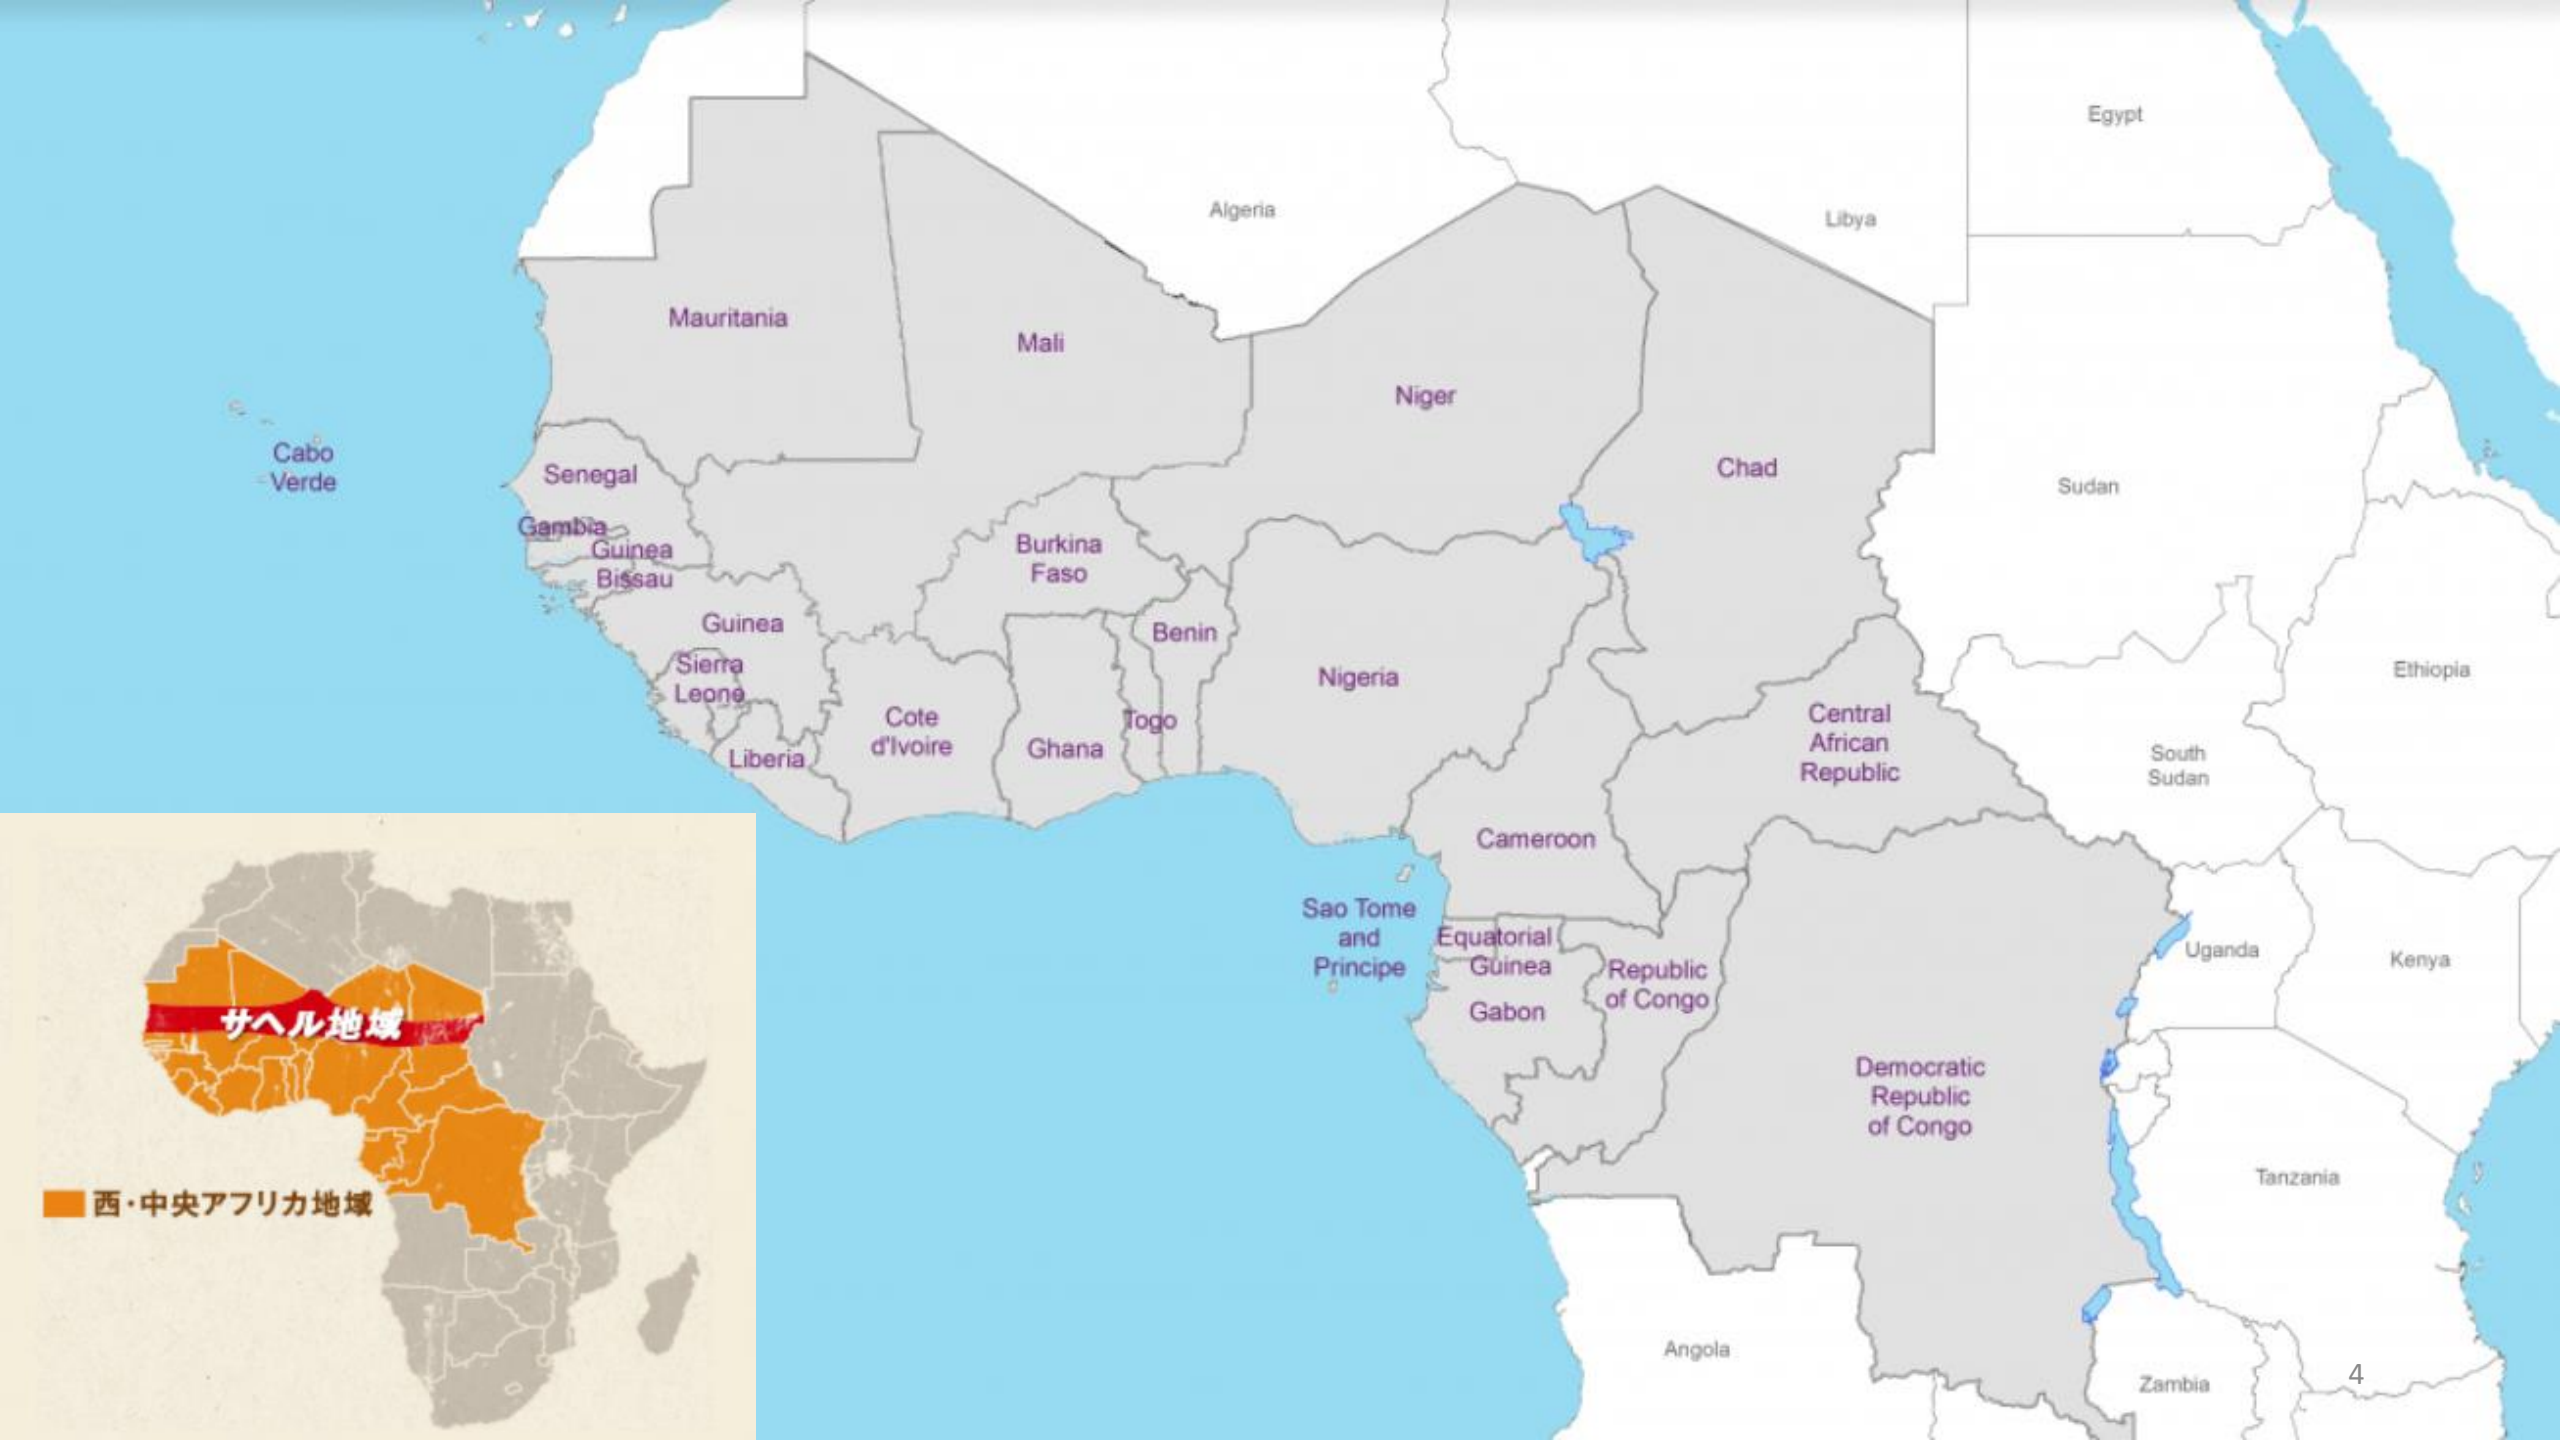 Egypt
Algeria
Libya
Mauritania
Mali
Niger
Chad
Cabo
Verde
Senegal
Sudan
Gambia
Guinea
Bissau
Burkina
Faso
Guinea
Benin
Sierra
Leone
Nigeria
Ethiopia
Cote
d'Ivoire
Togo
Ghana
Liberia
Central
African
Republic
South
Sudan
Cameroon
Sao Tome
and
Principe
Equatorial
Guinea
Gabon
Republic
of Congo
Uganda
Kenya
Democratic
Republic
of Congo
Tanzania
Angola
Zambia
4
サヘル地域
西・中央アフリカ地域